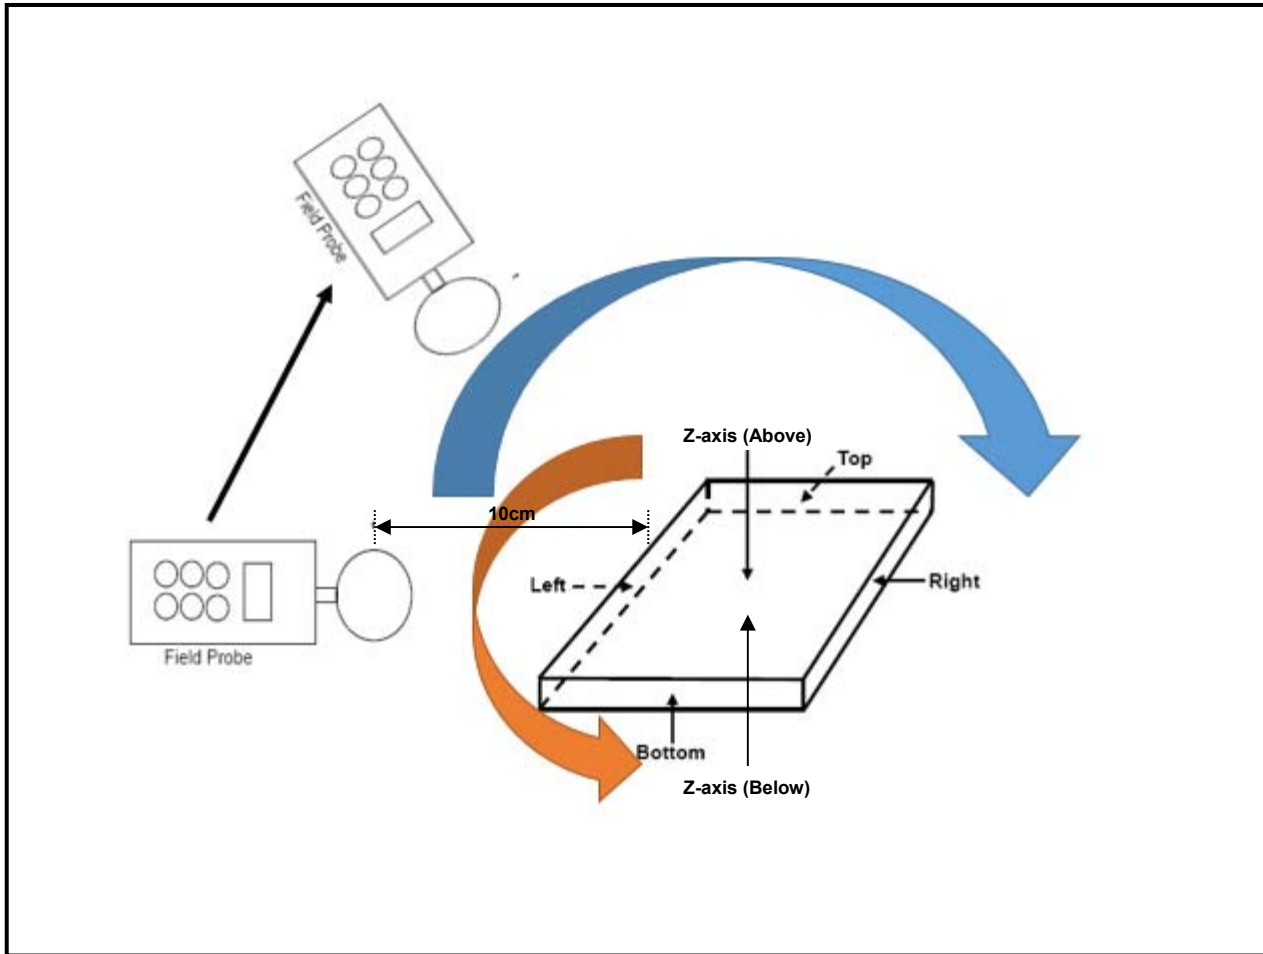 Field Probe
Z-axis (Above)
Top
10cm
Left
Right
Field Probe
Bottom
Z-axis (Below)